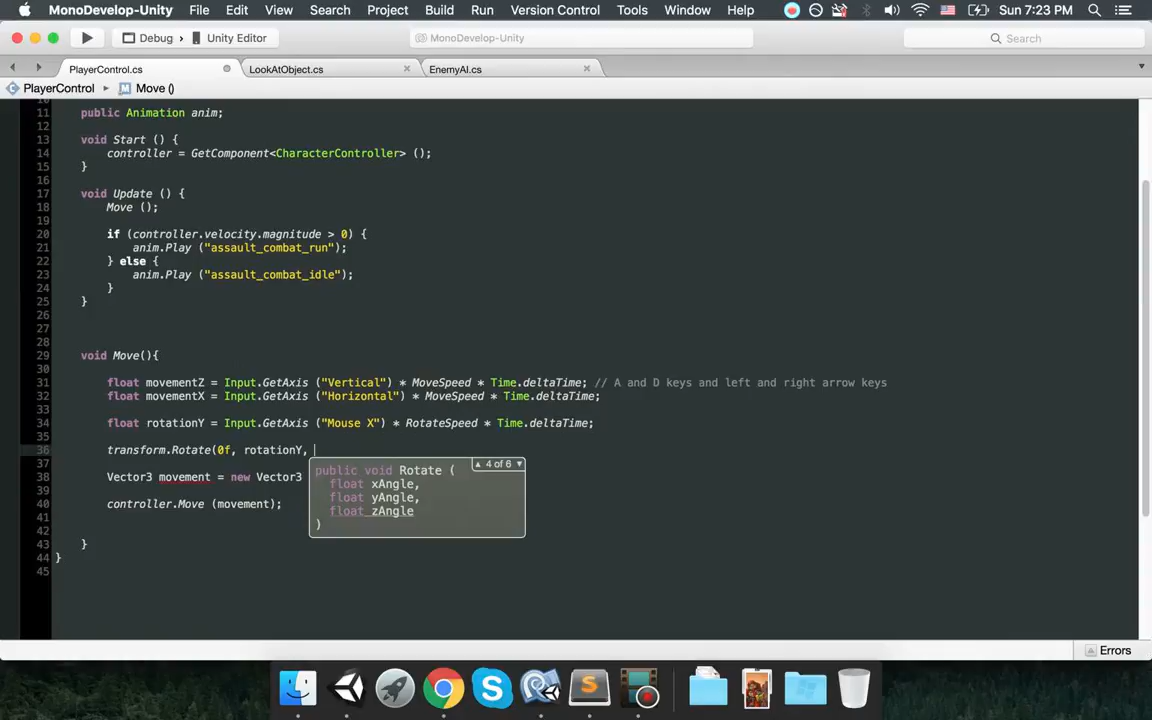 MonoDevelop-Unity File Edit View Search Project Build Run Version Control Tools Window Help Sun 7:23 PM
Debug › Unity Editor MonoDevelop-Unity Search
PlayerControl.cs LookAtObject.cs EnemyAI.cs
PlayerControl ▸ M Move ()
10
11 public Animation anim;
12
13 void Start () {
14 controller = GetComponent<CharacterController> ();
15 }
16
17 void Update () {
18 Move ();
19
20 if (controller.velocity.magnitude > 0) {
21 anim.Play ("assault_combat_run");
22 } else {
23 anim.Play ("assault_combat_idle");
24 }
25 }
26
27
28
29 void Move(){
30
31 float movementZ = Input.GetAxis ("Vertical") * MoveSpeed * Time.deltaTime; // A and D keys and left and right arrow keys
32 float movementX = Input.GetAxis ("Horizontal") * MoveSpeed * Time.deltaTime;
33
34 float rotationY = Input.GetAxis ("Mouse X") * RotateSpeed * Time.deltaTime;
35
36 transform.Rotate(0f, rotationY,
▲ 4 of 6 ▼
37 public void Rotate (
float xAngle,
38 Vector3 movement = new Vector3
39 float yAngle,
40 controller.Move (movement);
float zAngle
41 )
42
43 }
44 }
45
Errors
S